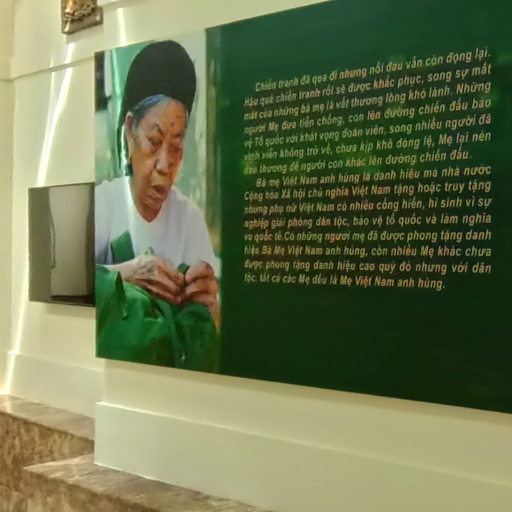 Chiến tranh đã qua đi nhưng nỗi đau vẫn còn đọng lại.
Hậu quả chiến tranh rồi sẽ được khắc phục, song sự mất
mát của những bà mẹ là vết thương lòng khó lành. Những
người Mẹ đưa tiễn chồng, con lên đường chiến đấu bảo
vệ Tổ quốc với khát vọng đoàn viên, song nhiều người đã
vĩnh viễn không trở về, chưa kịp khô dòng lệ, Mẹ lại nén
đau thương để người con khác lên đường chiến đấu.
Bà mẹ Việt Nam anh hùng là danh hiệu mà nhà nước
Cộng hòa Xã hội chủ nghĩa Việt Nam tặng hoặc truy tặng
những phụ nữ Việt Nam có nhiều cống hiến, hi sinh vì sự
nghiệp giải phóng dân tộc, bảo vệ tổ quốc và làm nghĩa
vụ quốc tế.Có những người mẹ đã được phong tặng danh
hiệu Bà Mẹ Việt Nam anh hùng, còn nhiều Mẹ khác chưa
được phong tặng danh hiệu cao quý đó nhưng với dân
tộc, tất cả các Mẹ đều là Mẹ Việt Nam anh hùng.